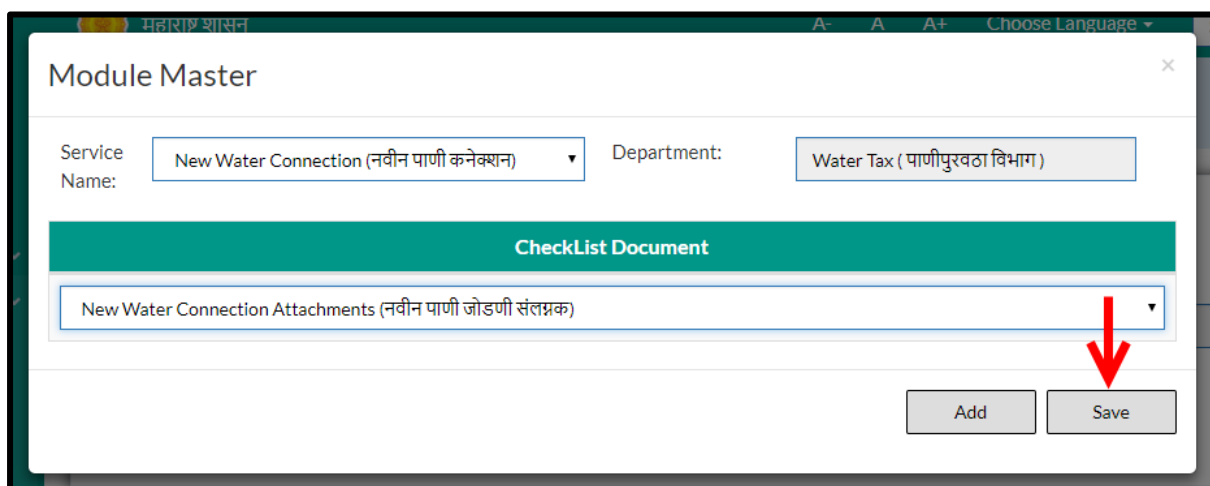 महाराष्ट्र शासन A- A A+ Choose Language
Module Master ×
Service Name: New Water Connection (नवीन पाणी कनेक्शन) Department: Water Tax ( पाणीपुरवठा विभाग )
CheckList Document
New Water Connection Attachments (नवीन पाणी जोडणी संलग्नक)
Add Save